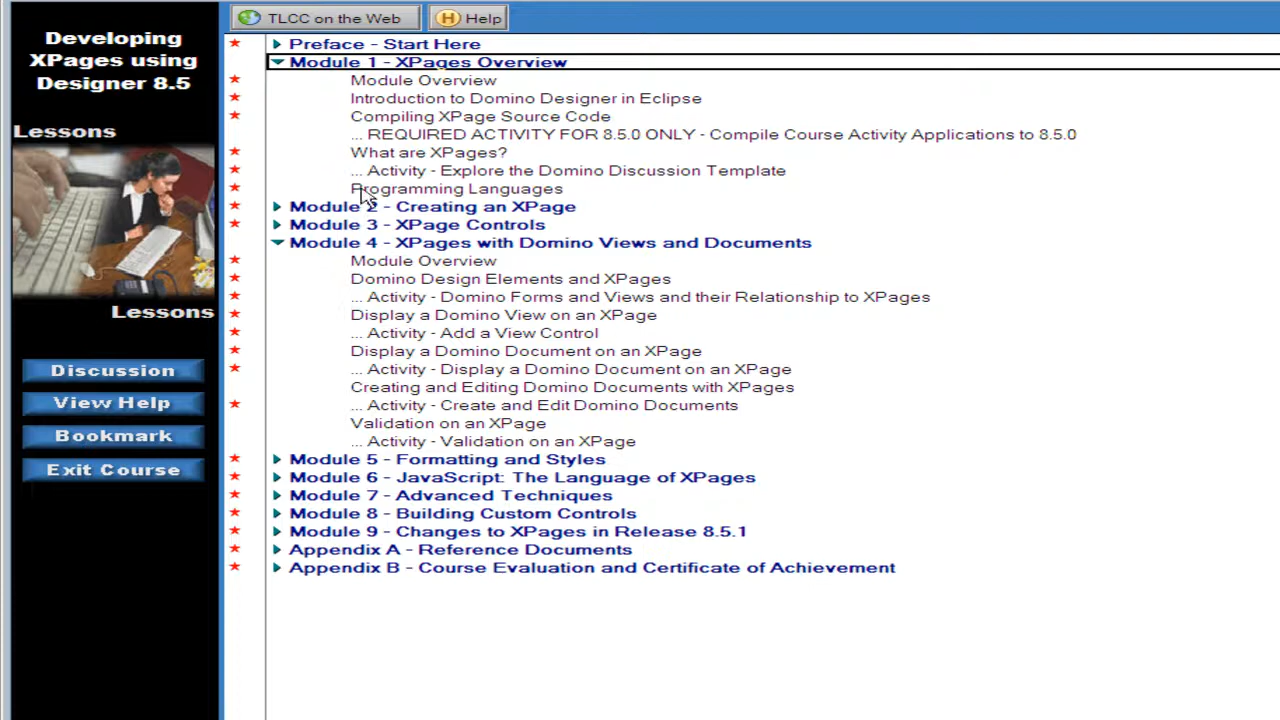 Developing
XPages using
Designer 8.5
Lessons
Lessons
Discussion
View Help
Bookmark
Exit Course
TLCC on the Web
H Help
Preface - Start Here
Module 1 - XPages Overview
Module Overview
Introduction to Domino Designer in Eclipse
Compiling XPage Source Code
... REQUIRED ACTIVITY FOR 8.5.0 ONLY - Compile Course Activity Applications to 8.5.0
What are XPages?
... Activity - Explore the Domino Discussion Template
Programming Languages
Module 2 - Creating an XPage
Module 3 - XPage Controls
Module 4 - XPages with Domino Views and Documents
Module Overview
Domino Design Elements and XPages
... Activity - Domino Forms and Views and their Relationship to XPages
Display a Domino View on an XPage
... Activity - Add a View Control
Display a Domino Document on an XPage
... Activity - Display a Domino Document on an XPage
Creating and Editing Domino Documents with XPages
... Activity - Create and Edit Domino Documents
Validation on an XPage
... Activity - Validation on an XPage
Module 5 - Formatting and Styles
Module 6 - JavaScript: The Language of XPages
Module 7 - Advanced Techniques
Module 8 - Building Custom Controls
Module 9 - Changes to XPages in Release 8.5.1
Appendix A - Reference Documents
Appendix B - Course Evaluation and Certificate of Achievement